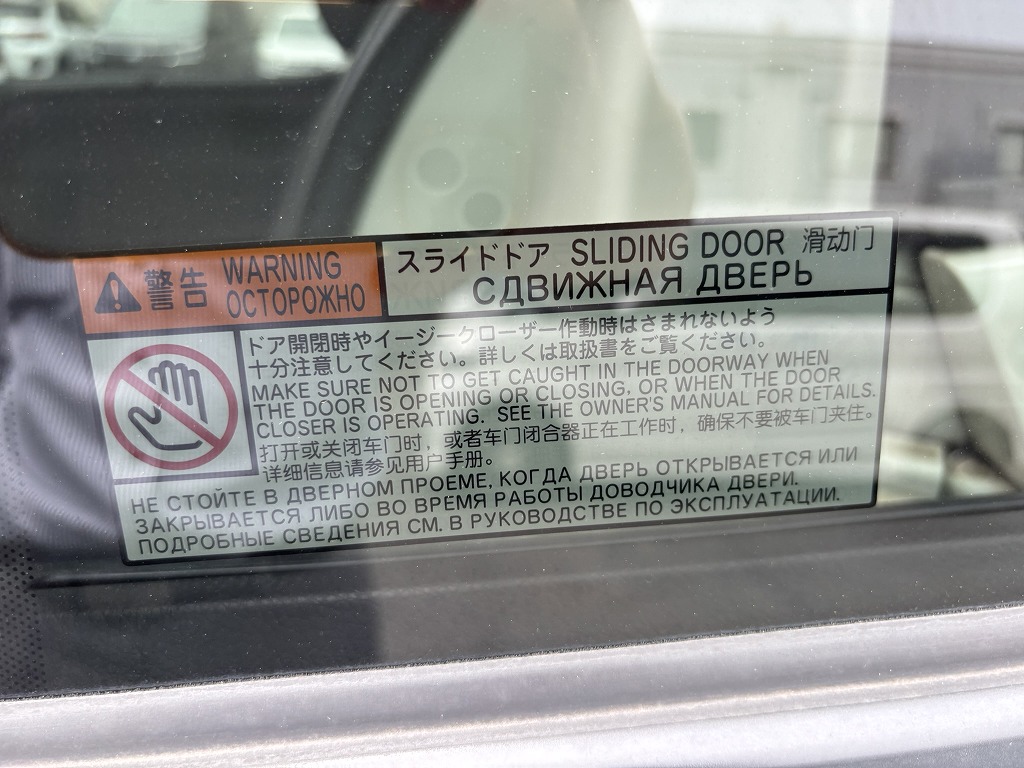 警告 WARNING
ОСТОРОЖНО
スライドドア SLIDING DOOR 滑动门
СДВИЖНАЯ ДВЕРЬ
ドア開閉時やイージークローザー作動時はさまれないよう
十分注意してください。詳しくは取扱書をご覧ください。
MAKE SURE NOT TO GET CAUGHT IN THE DOORWAY WHEN
THE DOOR IS OPENING OR CLOSING, OR WHEN THE DOOR
CLOSER IS OPERATING. SEE THE OWNER'S MANUAL FOR DETAILS.
打开或关闭车门时，或者车门闭合器正在工作时，确保不要被车门夹住。
详细信息请参见用户手册。
НЕ СТОЙТЕ В ДВЕРНОМ ПРОЕМЕ, КОГДА ДВЕРЬ ОТКРЫВАЕТСЯ ИЛИ
ЗАКРЫВАЕТСЯ ЛИБО ВО ВРЕМЯ РАБОТЫ ДОВОДЧИКА ДВЕРИ.
ПОДРОБНЫЕ СВЕДЕНИЯ СМ. В РУКОВОДСТВЕ ПО ЭКСПЛУАТАЦИИ.